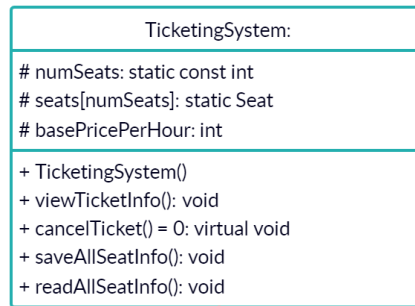 TicketingSystem:
# numSeats: static const int
# seats[numSeats]: static Seat
# basePricePerHour: int
+ TicketingSystem()
+ viewTicketInfo(): void
+ cancelTicket() = 0: virtual void
+ saveAllSeatInfo(): void
+ readAllSeatInfo(): void